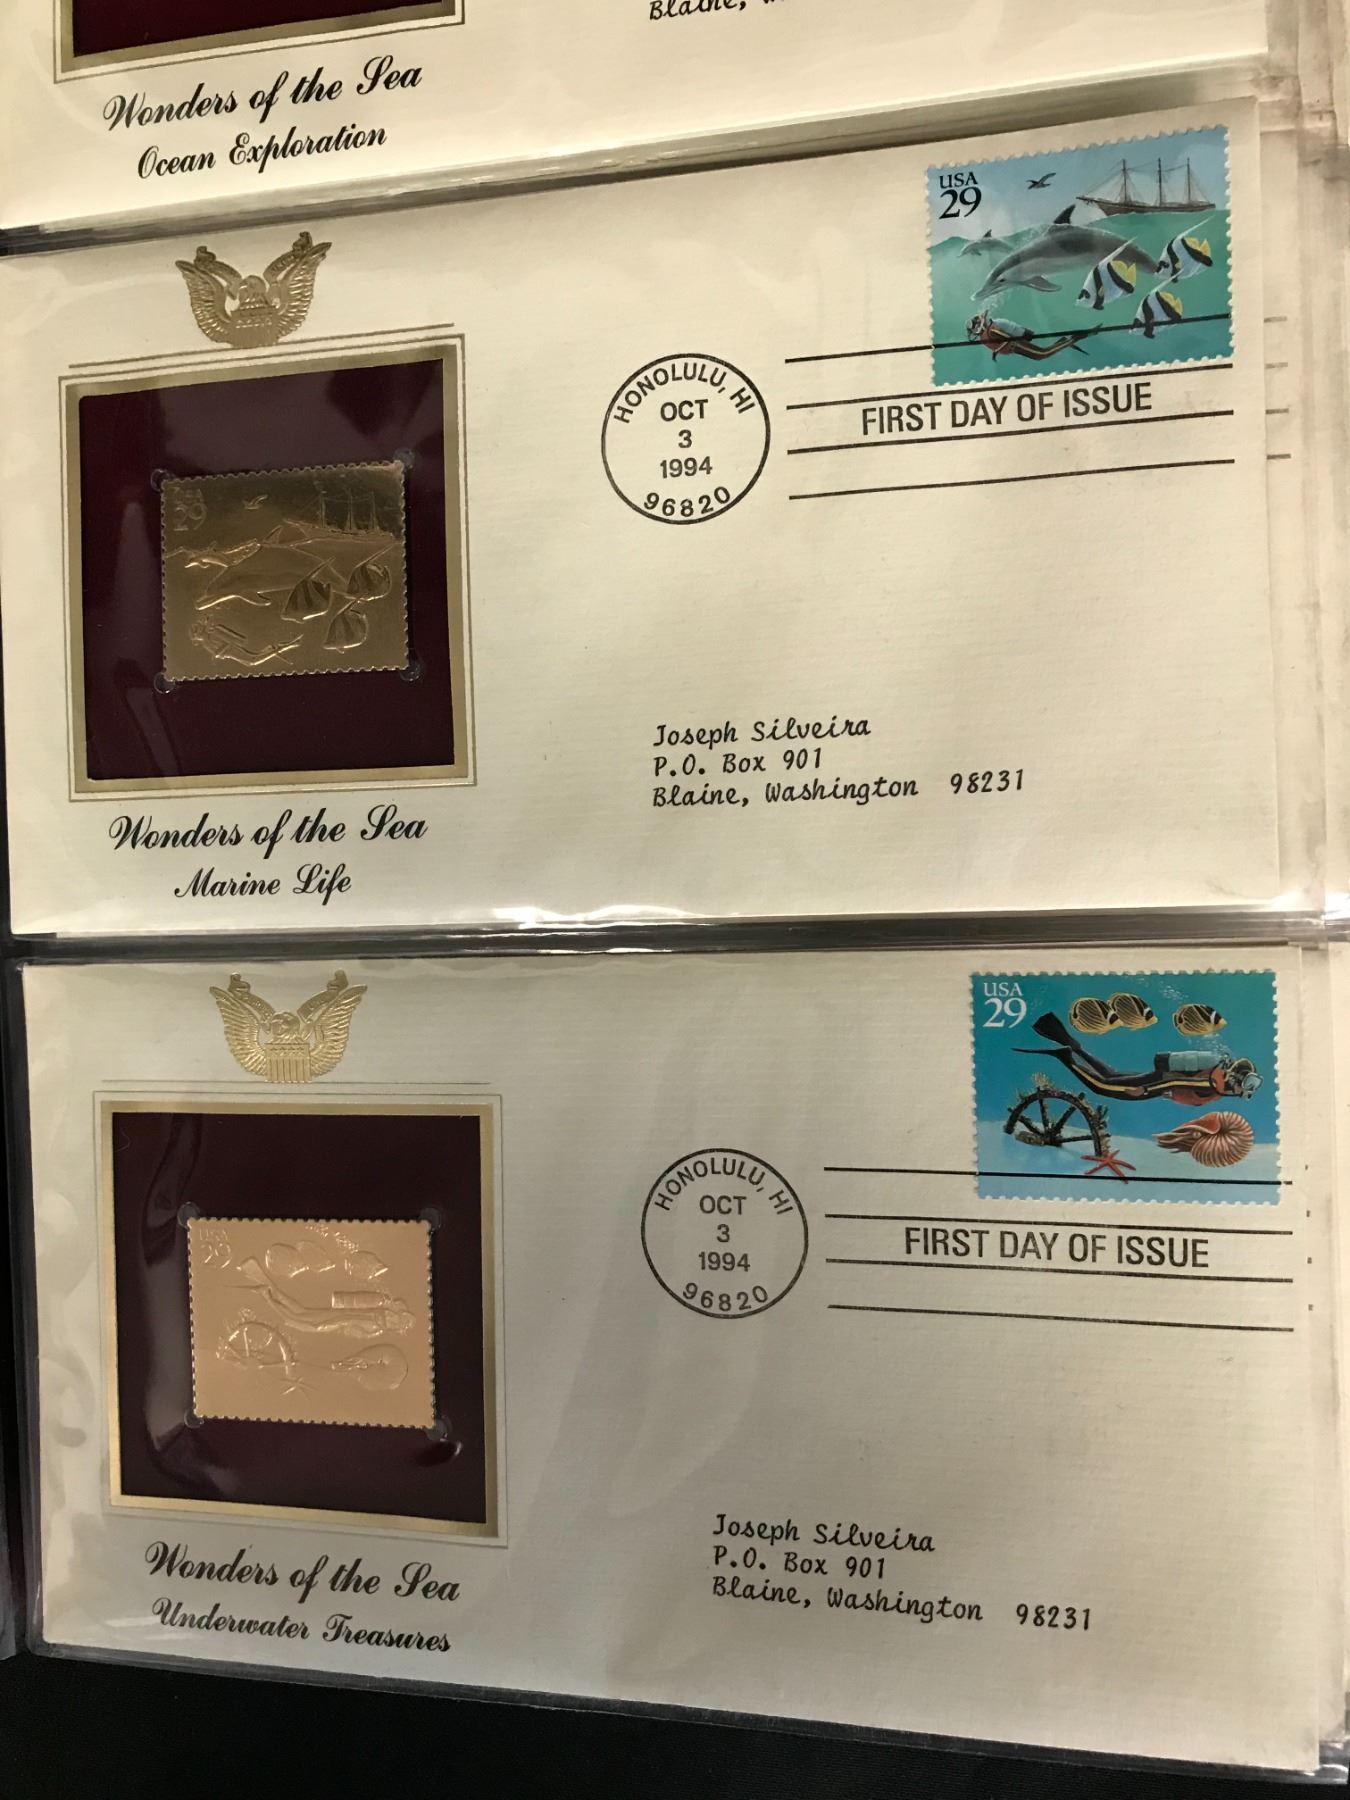 Blaine,
Wonders of the Sea
Ocean Exploration
USA
29
HONOLULU, HI
OCT
3
1994
96820
FIRST DAY OF ISSUE
USA
29
Joseph Silveira
P.O. Box 901
Blaine, Washington 98231
Wonders of the Sea
Marine Life
USA
29
HONOLULU, HI
OCT
3
1994
96820
FIRST DAY OF ISSUE
USA
29
Joseph Silveira
P.O. Box 901
Blaine, Washington 98231
Wonders of the Sea
Underwater Treasures